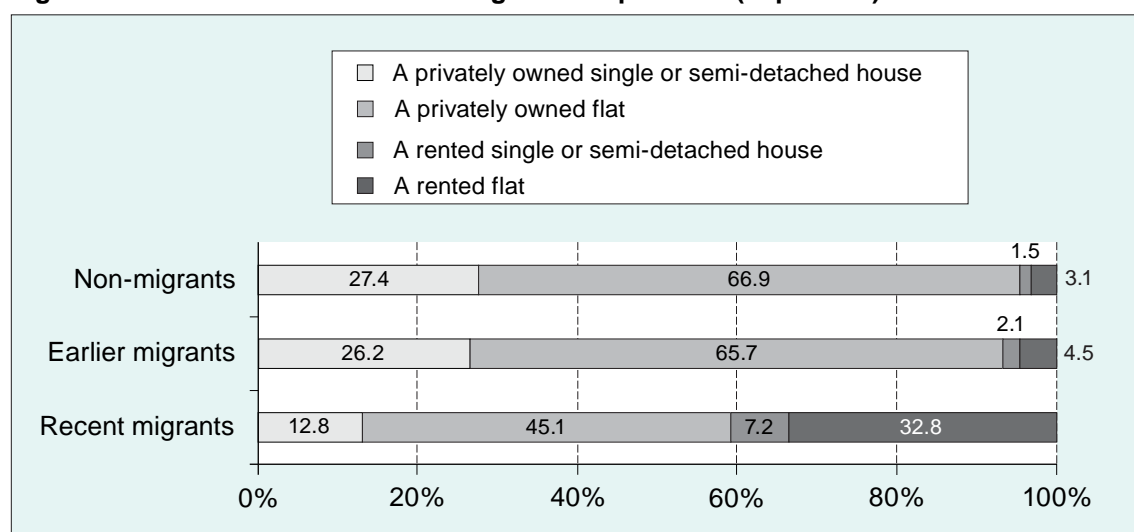 A privately owned single or semi-detached house
A privately owned flat
A rented single or semi-detached house
A rented flat
1.5
Non-migrants 27.4 66.9 3.1
2.1
Earlier migrants 26.2 65.7 4.5
Recent migrants 12.8 45.1 7.2 32.8
0% 20% 40% 60% 80% 100%